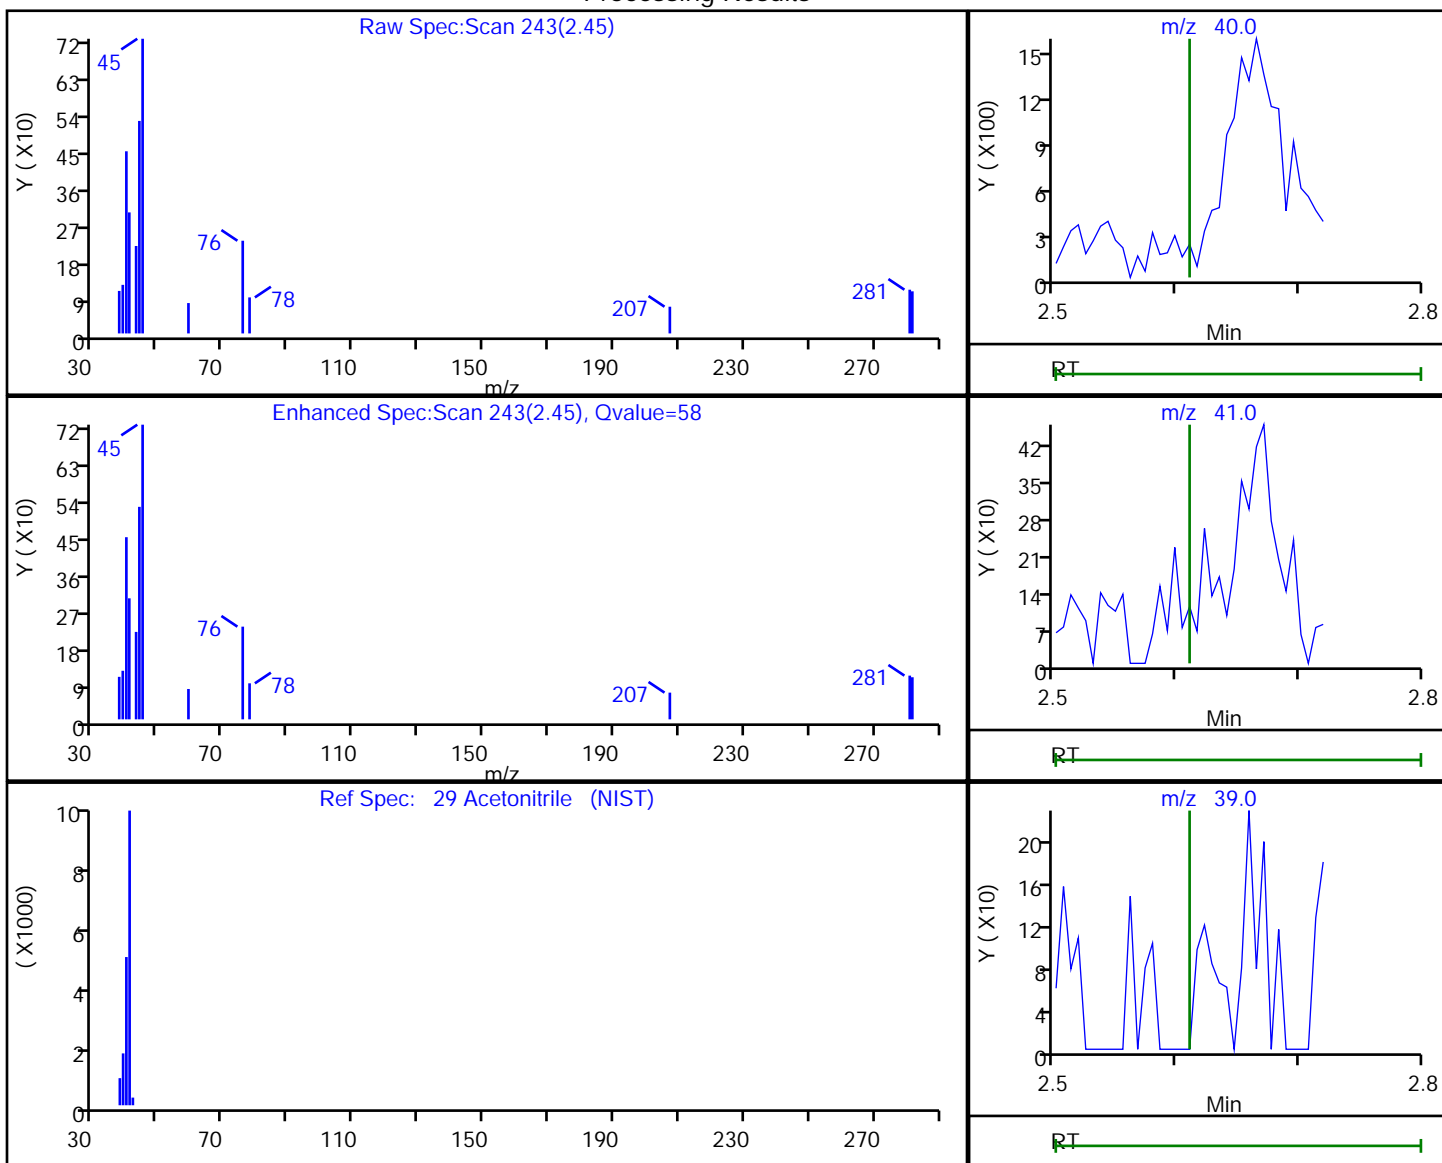 Processing Results
Raw Spec:Scan 243(2.45)
Y ( X10)
72
63
54
45
36
27
18
9
0
45
76
78
207
281
30 70 110 150 190 230 270
m/z
m/z 40.0
Y ( X100)
15
12
9
6
3
0
2.5 2.8
Min
RT
Enhanced Spec:Scan 243(2.45), Qvalue=58
Y ( X10)
72
63
54
45
36
27
18
9
0
45
76
78
207
281
30 70 110 150 190 230 270
m/z
m/z 41.0
Y ( X10)
42
35
28
21
14
7
0
2.5 2.8
Min
RT
Ref Spec: 29 Acetonitrile (NIST)
( X1000)
10
8
6
4
2
0
30 70 110 150 190 230 270
m/z 39.0
Y ( X10)
20
16
12
8
4
0
2.5 2.8
Min
RT